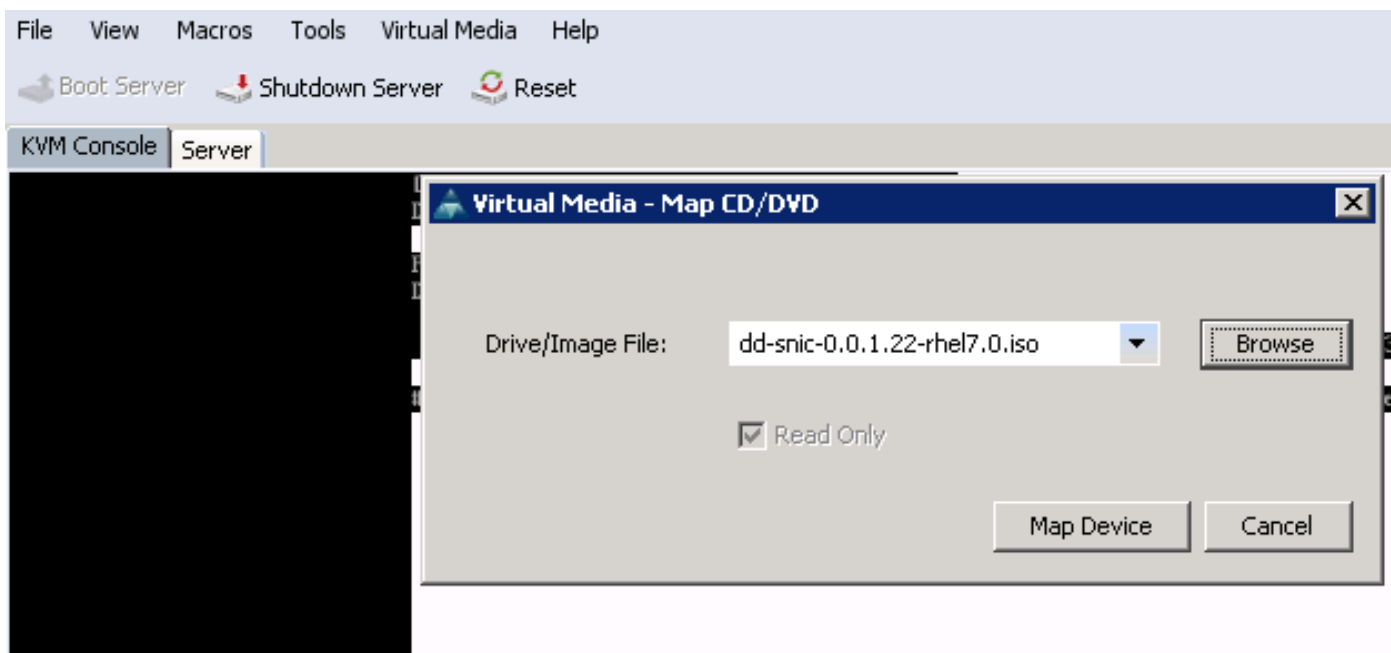 File View Macros Tools Virtual Media Help
Boot Server Shutdown Server Reset
KVM Console Server
Virtual Media - Map CD/DVD
Drive/Image File: dd-snic-0.0.1.22-rhel7.0.iso Browse
Read Only
Map Device Cancel